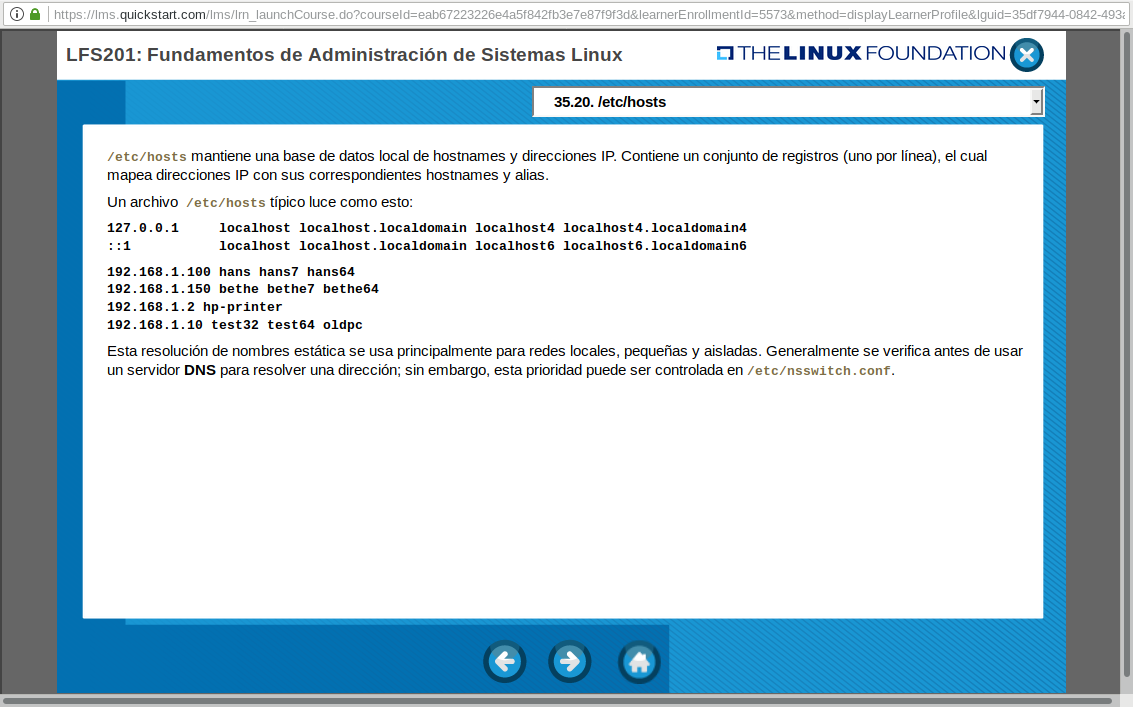 https://lms.quickstart.com/lms/lrn_launchCourse.do?courseId=eab67223226e4a5f842fb3e7e87f9f3d&learnerEnrollmentId=5573&method=displayLearnerProfile&lguid=35df7944-0842-493a
LFS201: Fundamentos de Administración de Sistemas Linux
THE LINUX FOUNDATION
35.20. /etc/hosts
/etc/hosts mantiene una base de datos local de hostnames y direcciones IP. Contiene un conjunto de registros (uno por línea), el cual
mapea direcciones IP con sus correspondientes hostnames y alias.
Un archivo /etc/hosts típico luce como esto:
127.0.0.1     localhost localhost.localdomain localhost4 localhost4.localdomain4
::1           localhost localhost.localdomain localhost6 localhost6.localdomain6
192.168.1.100 hans hans7 hans64
192.168.1.150 bethe bethe7 bethe64
192.168.1.2 hp-printer
192.168.1.10 test32 test64 oldpc
Esta resolución de nombres estática se usa principalmente para redes locales, pequeñas y aisladas. Generalmente se verifica antes de usar
un servidor DNS para resolver una dirección; sin embargo, esta prioridad puede ser controlada en /etc/nsswitch.conf.